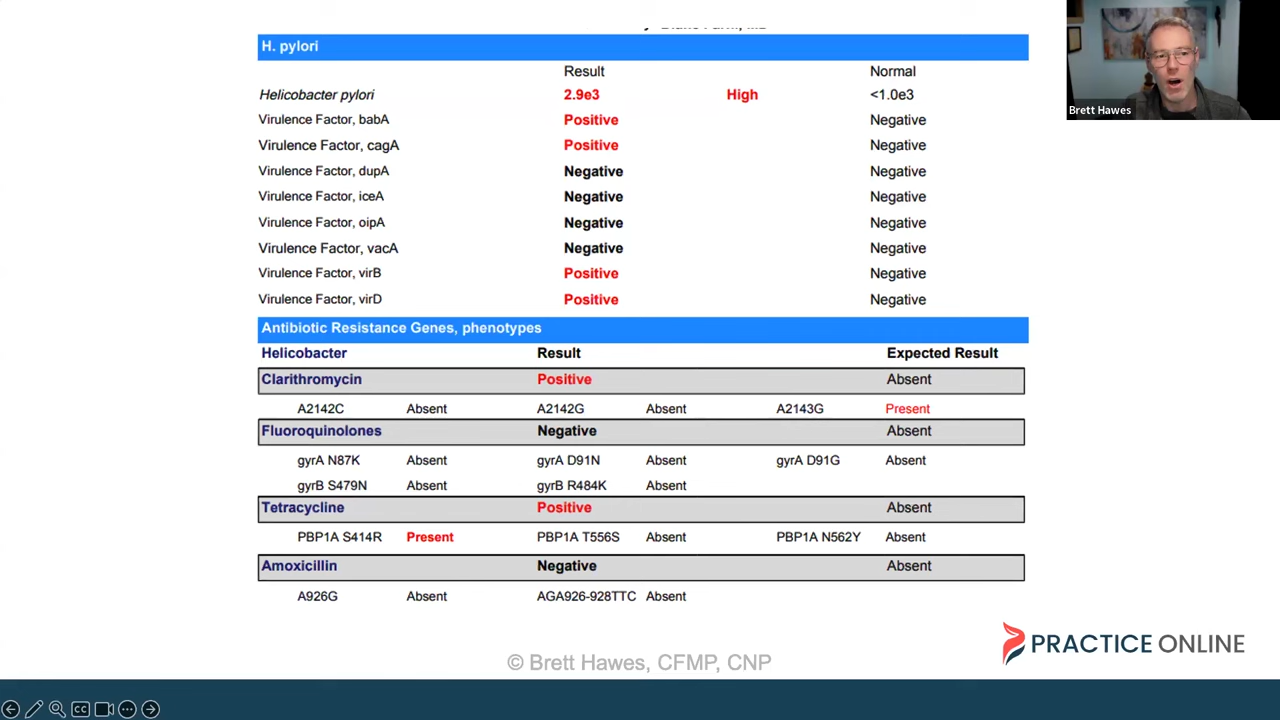 H. pylori
Result Normal
Helicobacter pylori 2.9e3 High <1.0e3
Virulence Factor, babA Positive Negative
Virulence Factor, cagA Positive Negative
Virulence Factor, dupA Negative Negative
Virulence Factor, iceA Negative Negative
Virulence Factor, oipA Negative Negative
Virulence Factor, vacA Negative Negative
Virulence Factor, virB Positive Negative
Virulence Factor, virD Positive Negative
Antibiotic Resistance Genes, phenotypes
Helicobacter Result Expected Result
Clarithromycin Positive Absent
A2142C Absent A2142G Absent A2143G Present
Fluoroquinolones Negative Absent
gyrA N87K Absent gyrA D91N Absent gyrA D91G Absent
gyrB S479N Absent gyrB R484K Absent
Tetracycline Positive Absent
PBP1A S414R Present PBP1A T556S Absent PBP1A N562Y Absent
Amoxicillin Negative Absent
A926G Absent AGA926-928TTC Absent
© Brett Hawes, CFMP, CNP
PRACTICE ONLINE
Brett Hawes
CC